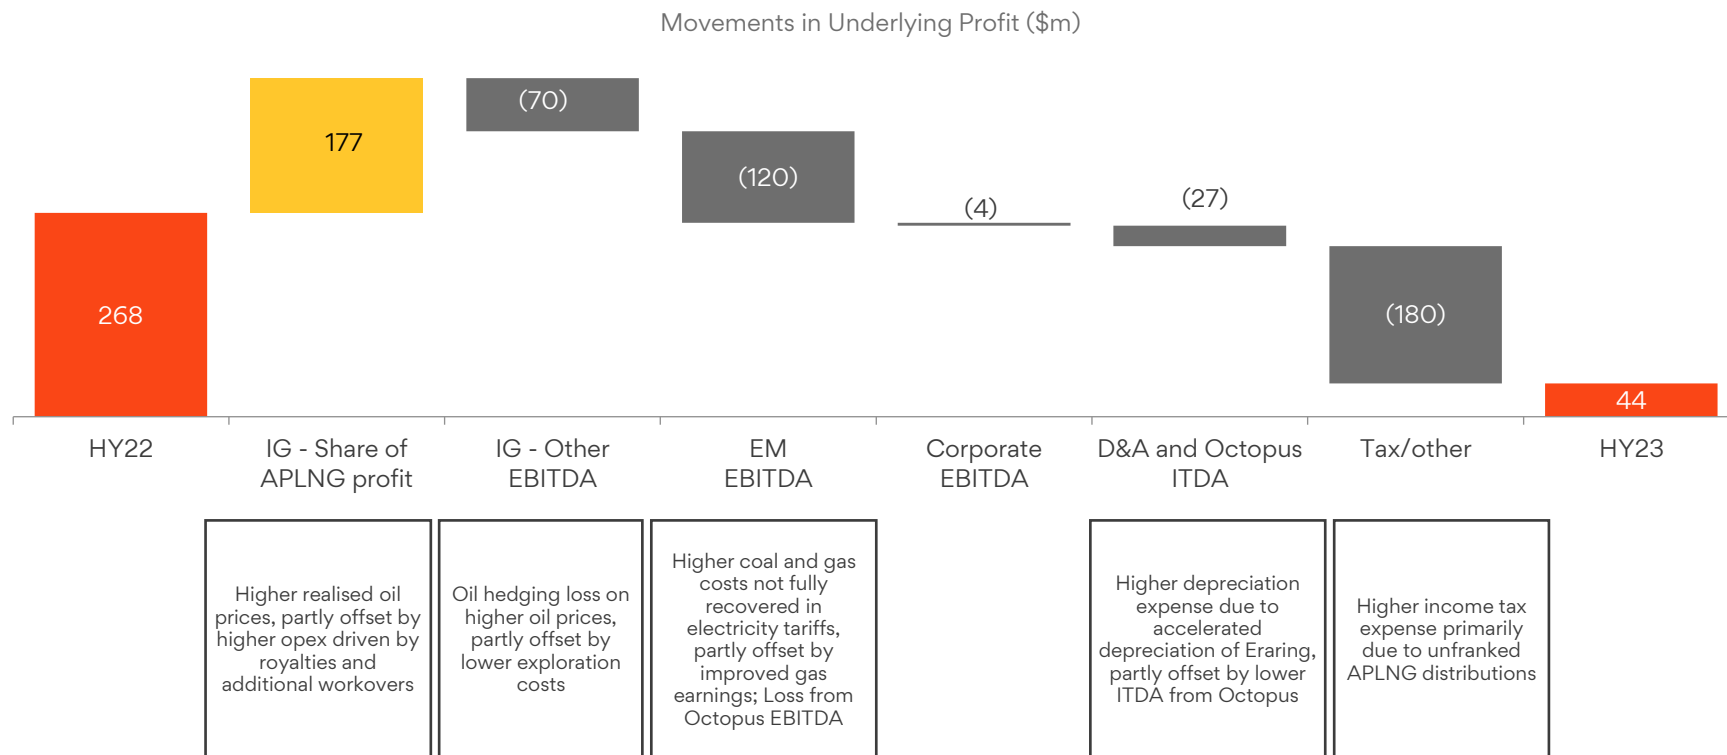 Movements in Underlying Profit ($m)
268
177
(70)
(120)
(4)
(27)
(180)
44
HY22
IG - Share of
APLNG profit
IG - Other
EBITDA
EM
EBITDA
Corporate
EBITDA
D&A and Octopus
ITDA
Tax/other
HY23
Higher realised oil
prices, partly offset by
higher opex driven by
royalties and
additional workovers
Oil hedging loss on
higher oil prices,
partly offset by
lower exploration
costs
Higher coal and gas
costs not fully
recovered in
electricity tariffs,
partly offset by
improved gas
earnings; Loss from
Octopus EBITDA
Higher depreciation
expense due to
accelerated
depreciation of Eraring,
partly offset by lower
ITDA from Octopus
Higher income tax
expense primarily
due to unfranked
APLNG distributions